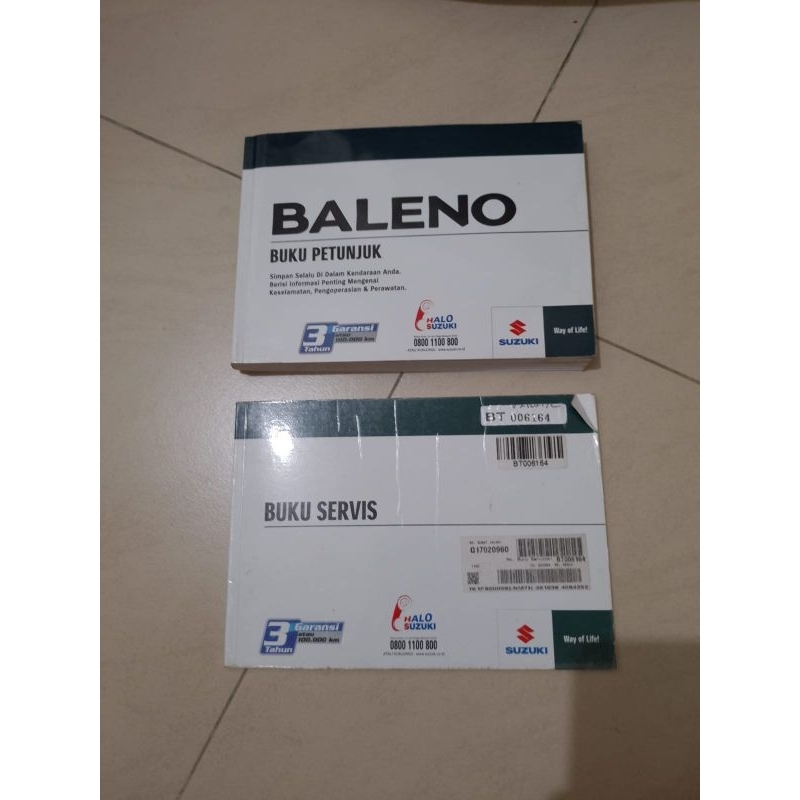 BALENO
BUKU PETUNJUK
Simpan Selalu Di Dalam Kendaraan Anda.
Berisi Informasi Penting Mengenai
Keselamatan, Pengoperasian & Perawatan.
3 Tahun
Garansi
atau
100.000 km
HALO
SUZUKI
0800 1100 800
SUZUKI
Way of Life!
BT 006164
BT006164
BUKU SERVIS
Q17020960
BT006164
3 Tahun
Garansi
atau
100.000 km
HALO
SUZUKI
0800 1100 800
SUZUKI
Way of Life!